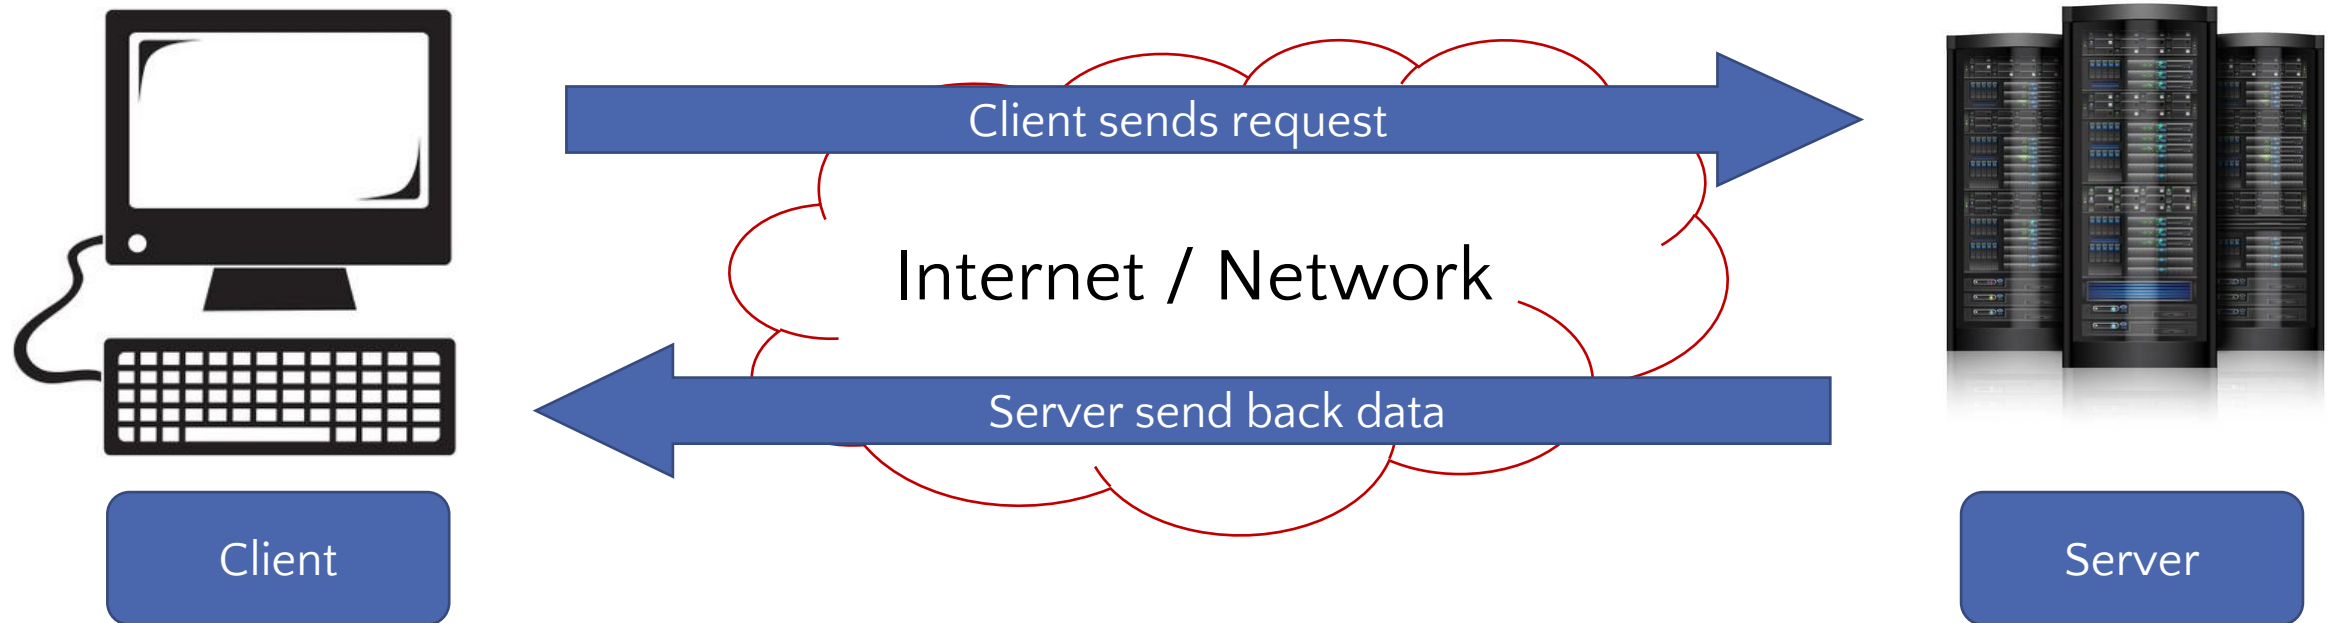 Client sends request
Internet / Network
Server send back data
Client
Server